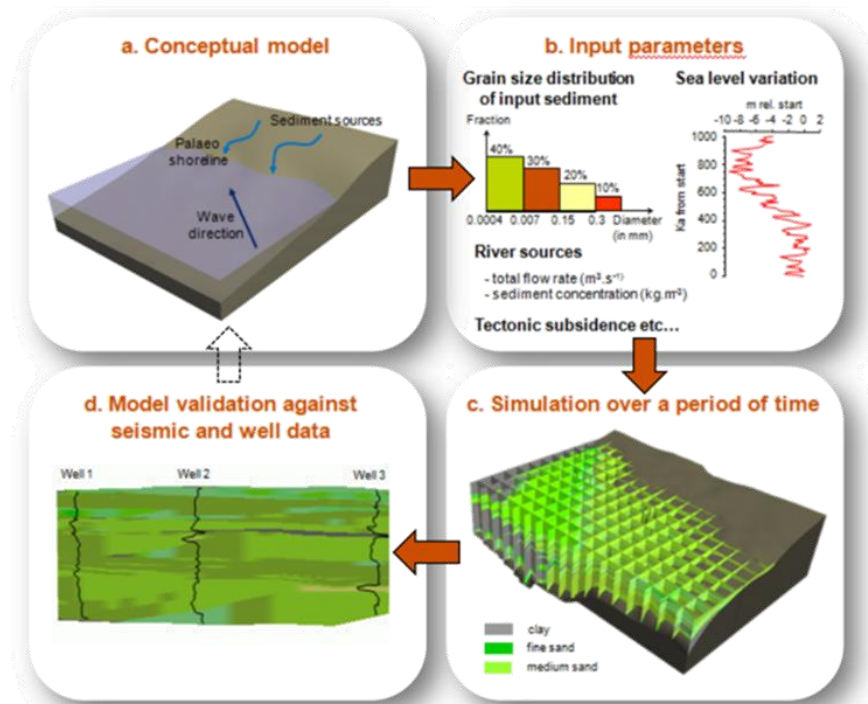 a. Conceptual model
Sediment sources
Palaeo
shoreline
Wave
direction
b. Input parameters
Grain size distribution
of input sediment
Fraction
40%
30%
20%
10%
0.0004 0.007 0.15 0.3 Diameter
(in mm)
Sea level variation
m rel. start
-10 -8 -6 -4 -2 0 2
1000
800
600
400
200
0
Ka from start
River sources
- total flow rate (m³.s⁻¹)
- sediment concentration (kg.m⁻³)
Tectonic subsidence etc...
c. Simulation over a period of time
clay
fine sand
medium sand
d. Model validation against
seismic and well data
Well 1
Well 2
Well 3